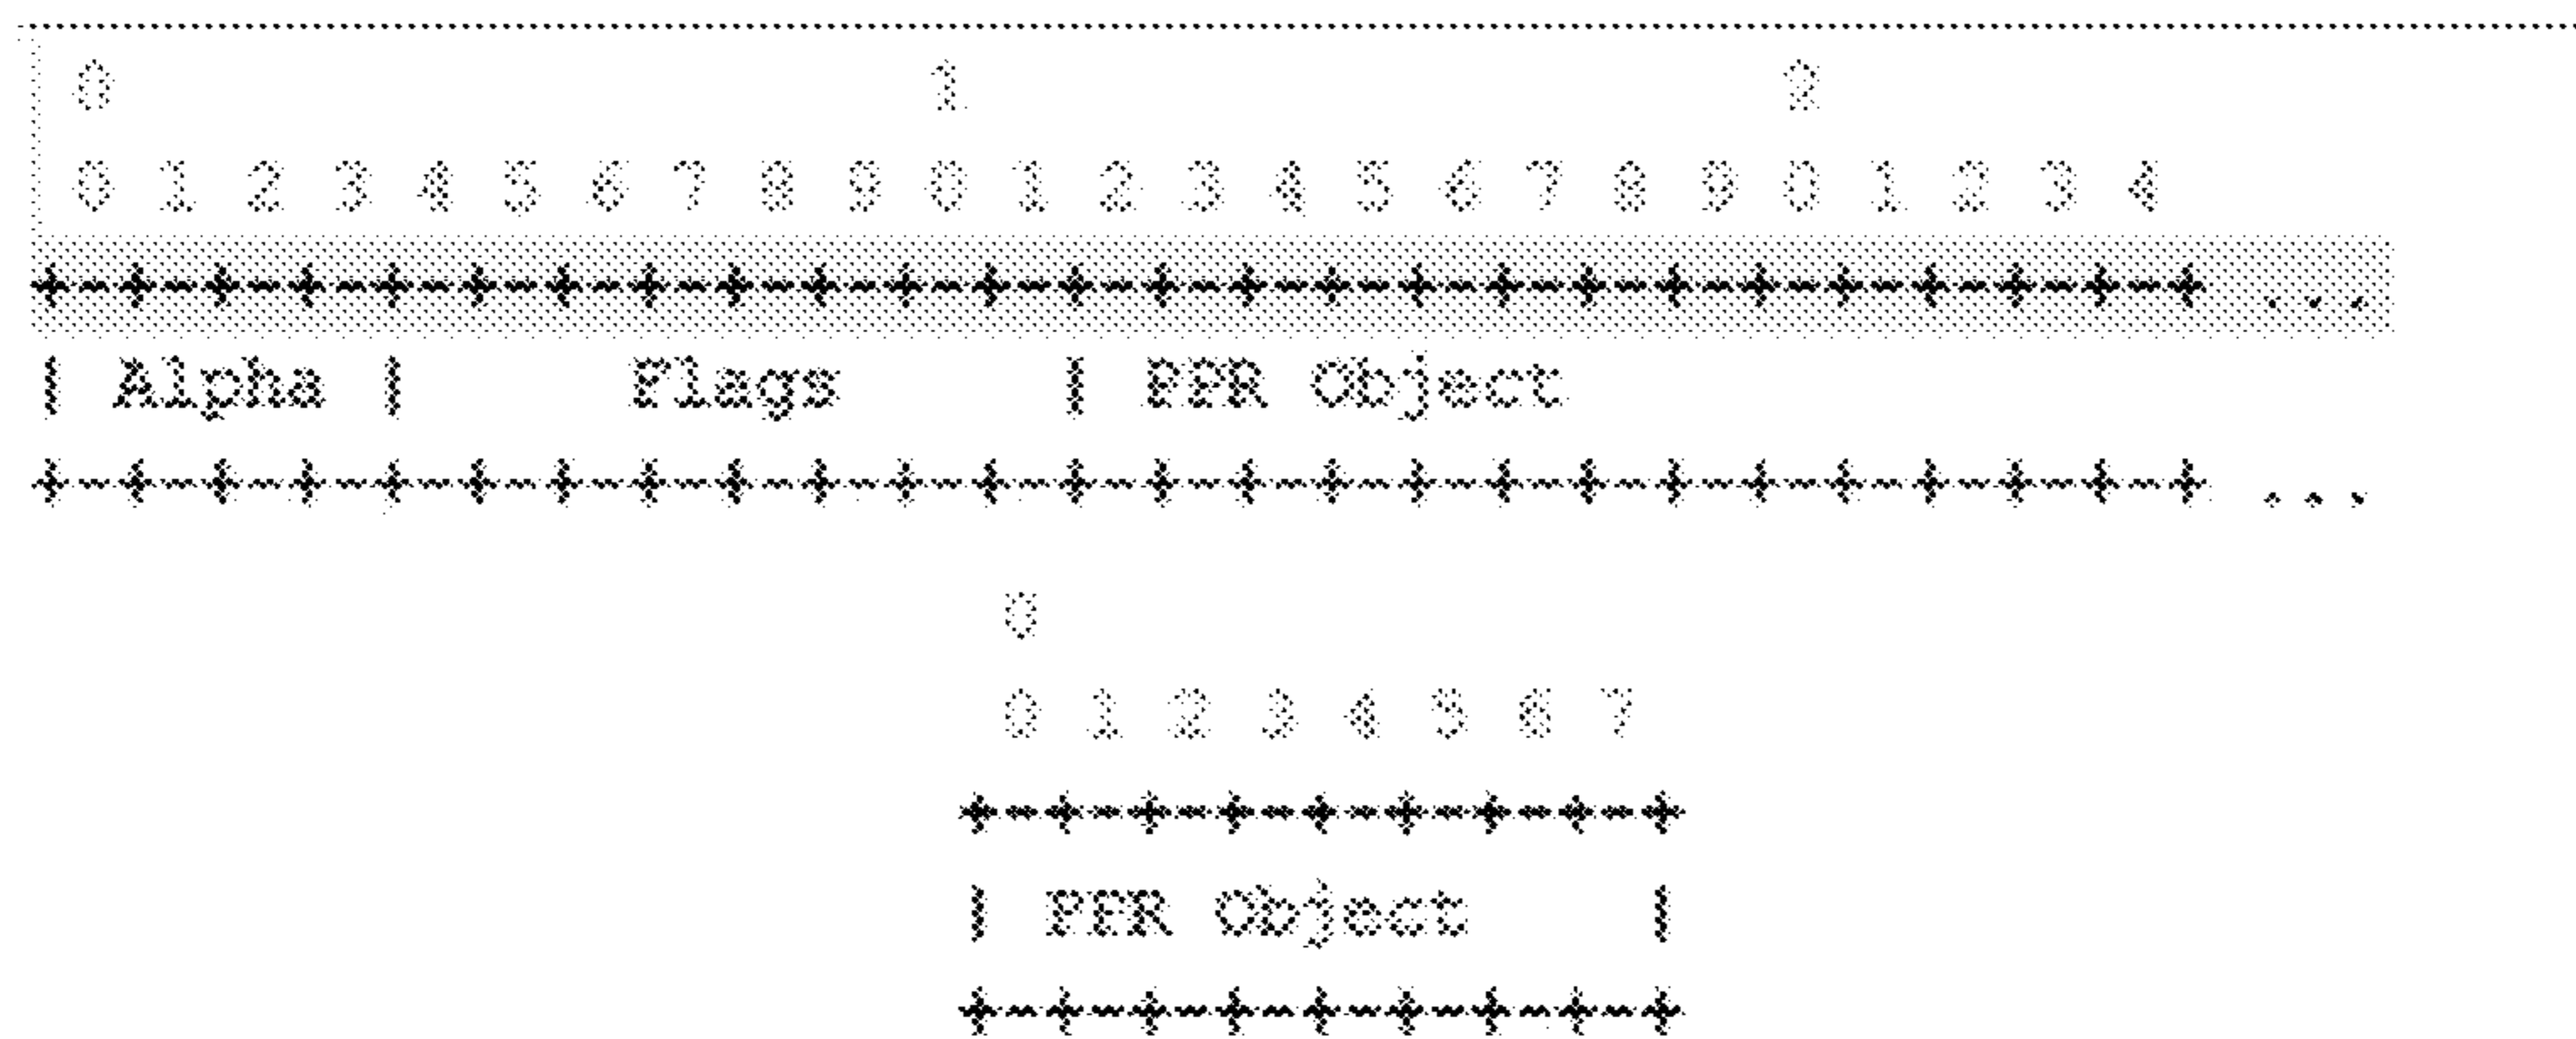 0 1 2
0 1 2 3 4 5 6 7 8 9 0 1 2 3 4 5 6 7 8 9 0 1 2 3 4
+-+-+-+-+-+-+-+-+-+-+-+-+-+-+-+-+-+-+-+-+-+-+-+-+-+ ...
| Alpha | Flags | Object
+-+-+-+-+-+-+-+-+-+-+-+-+-+-+-+-+-+-+-+-+-+-+-+-+-+ ...
0
0 1 2 3 4 5 6 7
+-+-+-+-+-+-+-+-+
| Object |
+-+-+-+-+-+-+-+-+